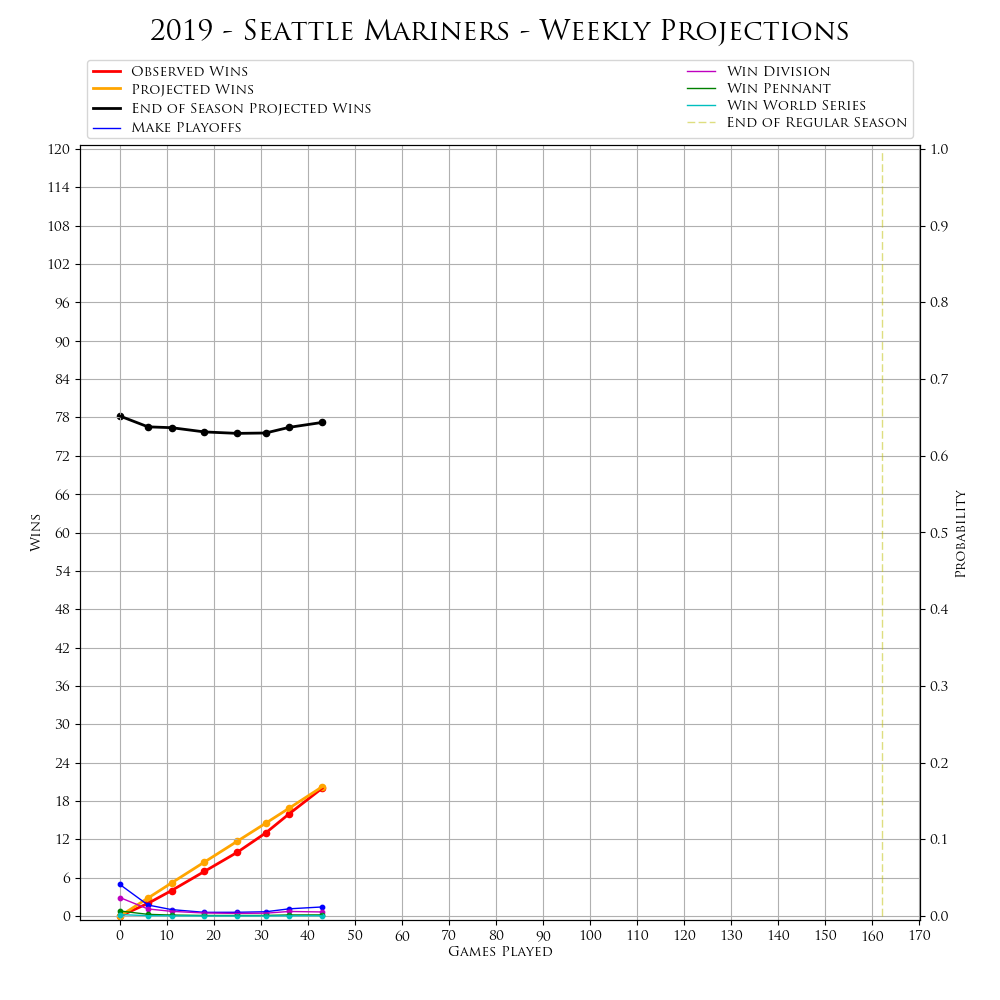 2019 - Seattle Mariners - Weekly Projections
Observed Wins
Projected Wins
End of Season Projected Wins
Make Playoffs
Win Division
Win Pennant
Win World Series
End of Regular Season
120
114
108
102
96
90
84
78
72
66
60
54
48
42
36
30
24
18
12
6
0
Wins
1.0
0.9
0.8
0.7
0.6
0.5
0.4
0.3
0.2
0.1
0.0
Probability
0 10 20 30 40 50 60 70 80 90 100 110 120 130 140 150 160 170
Games Played